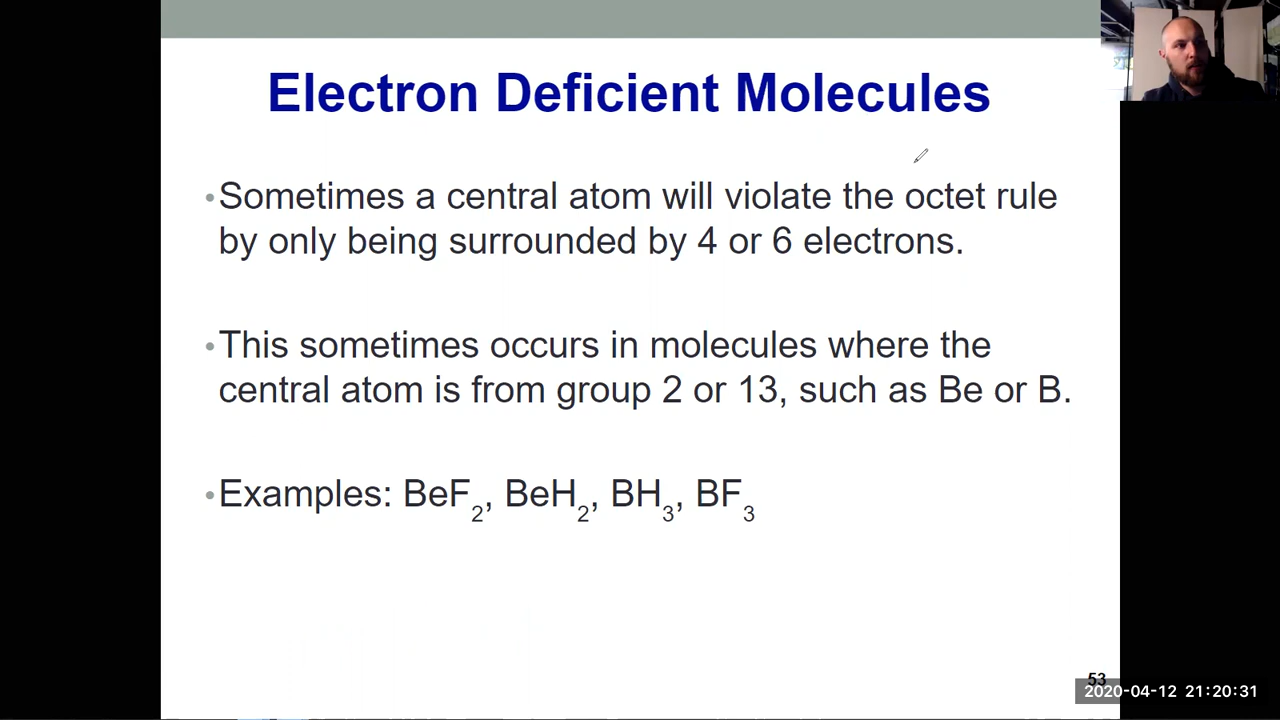 Electron Deficient Molecules
•Sometimes a central atom will violate the octet rule
by only being surrounded by 4 or 6 electrons.
•This sometimes occurs in molecules where the
central atom is from group 2 or 13, such as Be or B.
•Examples: BeF₂, BeH₂, BH₃, BF₃
53
2020-04-12 21:20:31